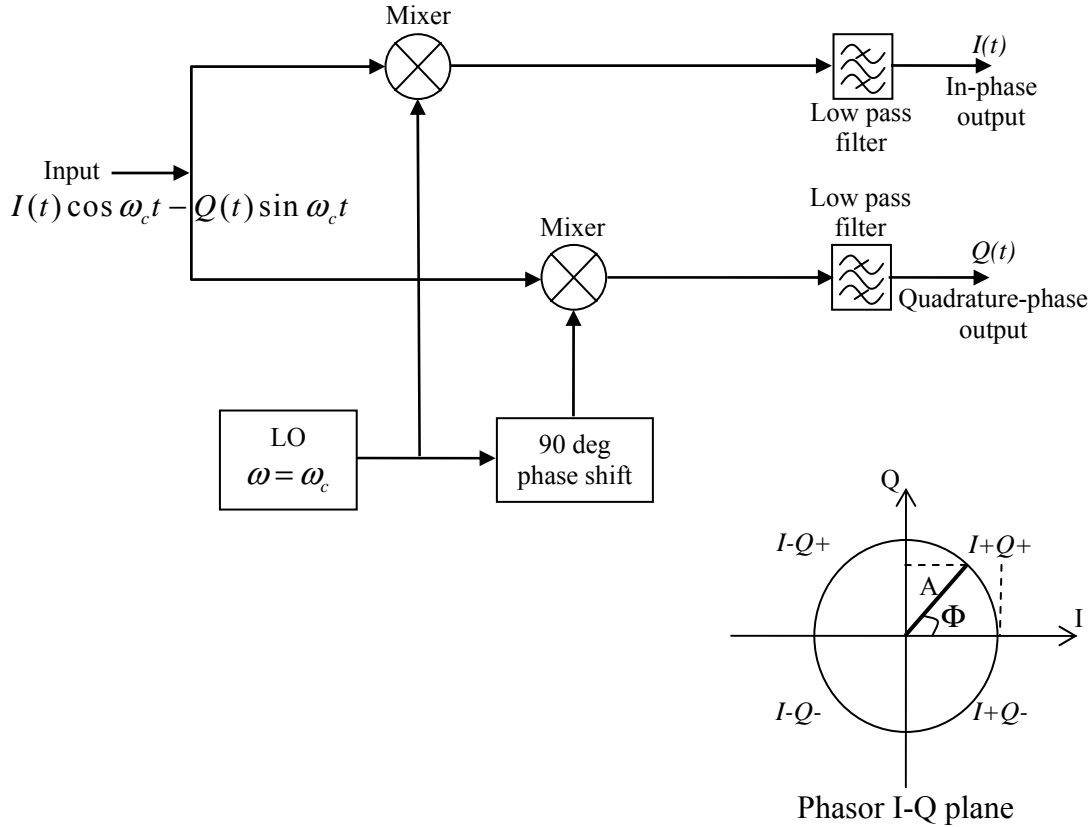 Mixer
I(t)
In-phase
output
Low pass
filter
Input
I(t) cos ω_c t − Q(t) sin ω_c t
Mixer
Low pass
filter
Q(t)
Quadrature-phase
output
LO
ω = ω_c
90 deg
phase shift
Q
I-Q+
I+Q+
A
Φ
I
I-Q-
I+Q-
Phasor I-Q plane